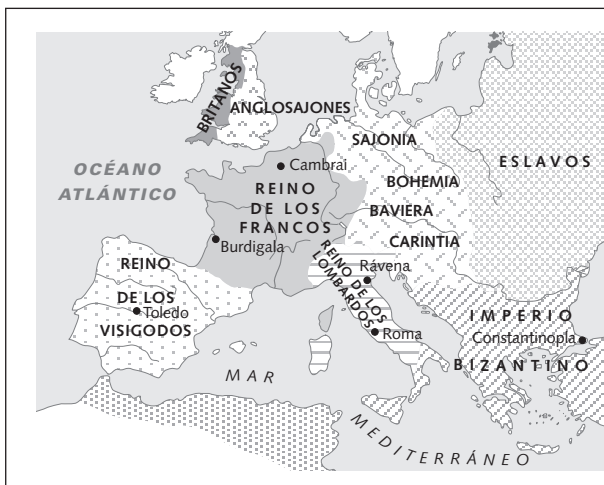 BRITANOS
ANGLOSAJONES
SAJONIA
ESLAVOS
OCÉANO
ATLÁNTICO
Cambrai
REINO
DE LOS
FRANCOS
BOHEMIA
BAVIERA
CARINTIA
Burdigala
REINO
DE LOS
VISIGODOS
Toledo
REINO DE LOS
LOMBARDOS
Rávena
Roma
IMPERIO
Constantinopla
BIZANTINO
MAR
MEDITERRÁNEO